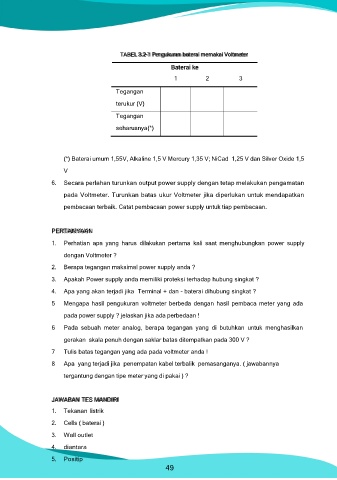 TABEL 3.2-1 Pengukuran baterai memakai Voltmeter
Baterai ke
1 2 3
Tegangan
terukur (V)
Tegangan
seharusnya(*)
(*) Baterai umum 1,55V, Alkaline 1,5 V Mercury 1,35 V; NiCad 1,25 V dan Silver Oxide 1,5
V
6. Secara perlahan turunkan output power supply dengan tetap melakukan pengamatan
pada Voltmeter. Turunkan batas ukur Voltmeter jika diperlukan untuk mendapatkan
pembacaan terbaik. Catat pembacaan power supply untuk tiap pembacaan.
PERTANYAAN
1. Perhatian apa yang harus dilakukan pertama kali saat menghubungkan power supply
dengan Voltmeter ?
2. Berapa tegangan maksimal power supply anda ?
3. Apakah Power supply anda memiliki proteksi terhadap hubung singkat ?
4. Apa yang akan terjadi jika Terminal + dan - baterai dihubung singkat ?
5 Mengapa hasil pengukuran voltmeter berbeda dengan hasil pembaca meter yang ada
pada power supply ? jelaskan jika ada perbedaan !
6 Pada sebuah meter analog, berapa tegangan yang di butuhkan untuk menghasilkan
gerakan skala penuh dengan saklar batas ditempatkan pada 300 V ?
7 Tulis batas tegangan yang ada pada voltmeter anda !
8 Apa yang terjadi jika penempatan kabel terbalik pemasanganya. ( jawabannya
tergantung dengan tipe meter yang di pakai ) ?
JAWABAN TES MANDIRI
1. Tekanan listrik
2. Cells ( baterai )
3. Wall outlet
4. diantara
5. Positip
49